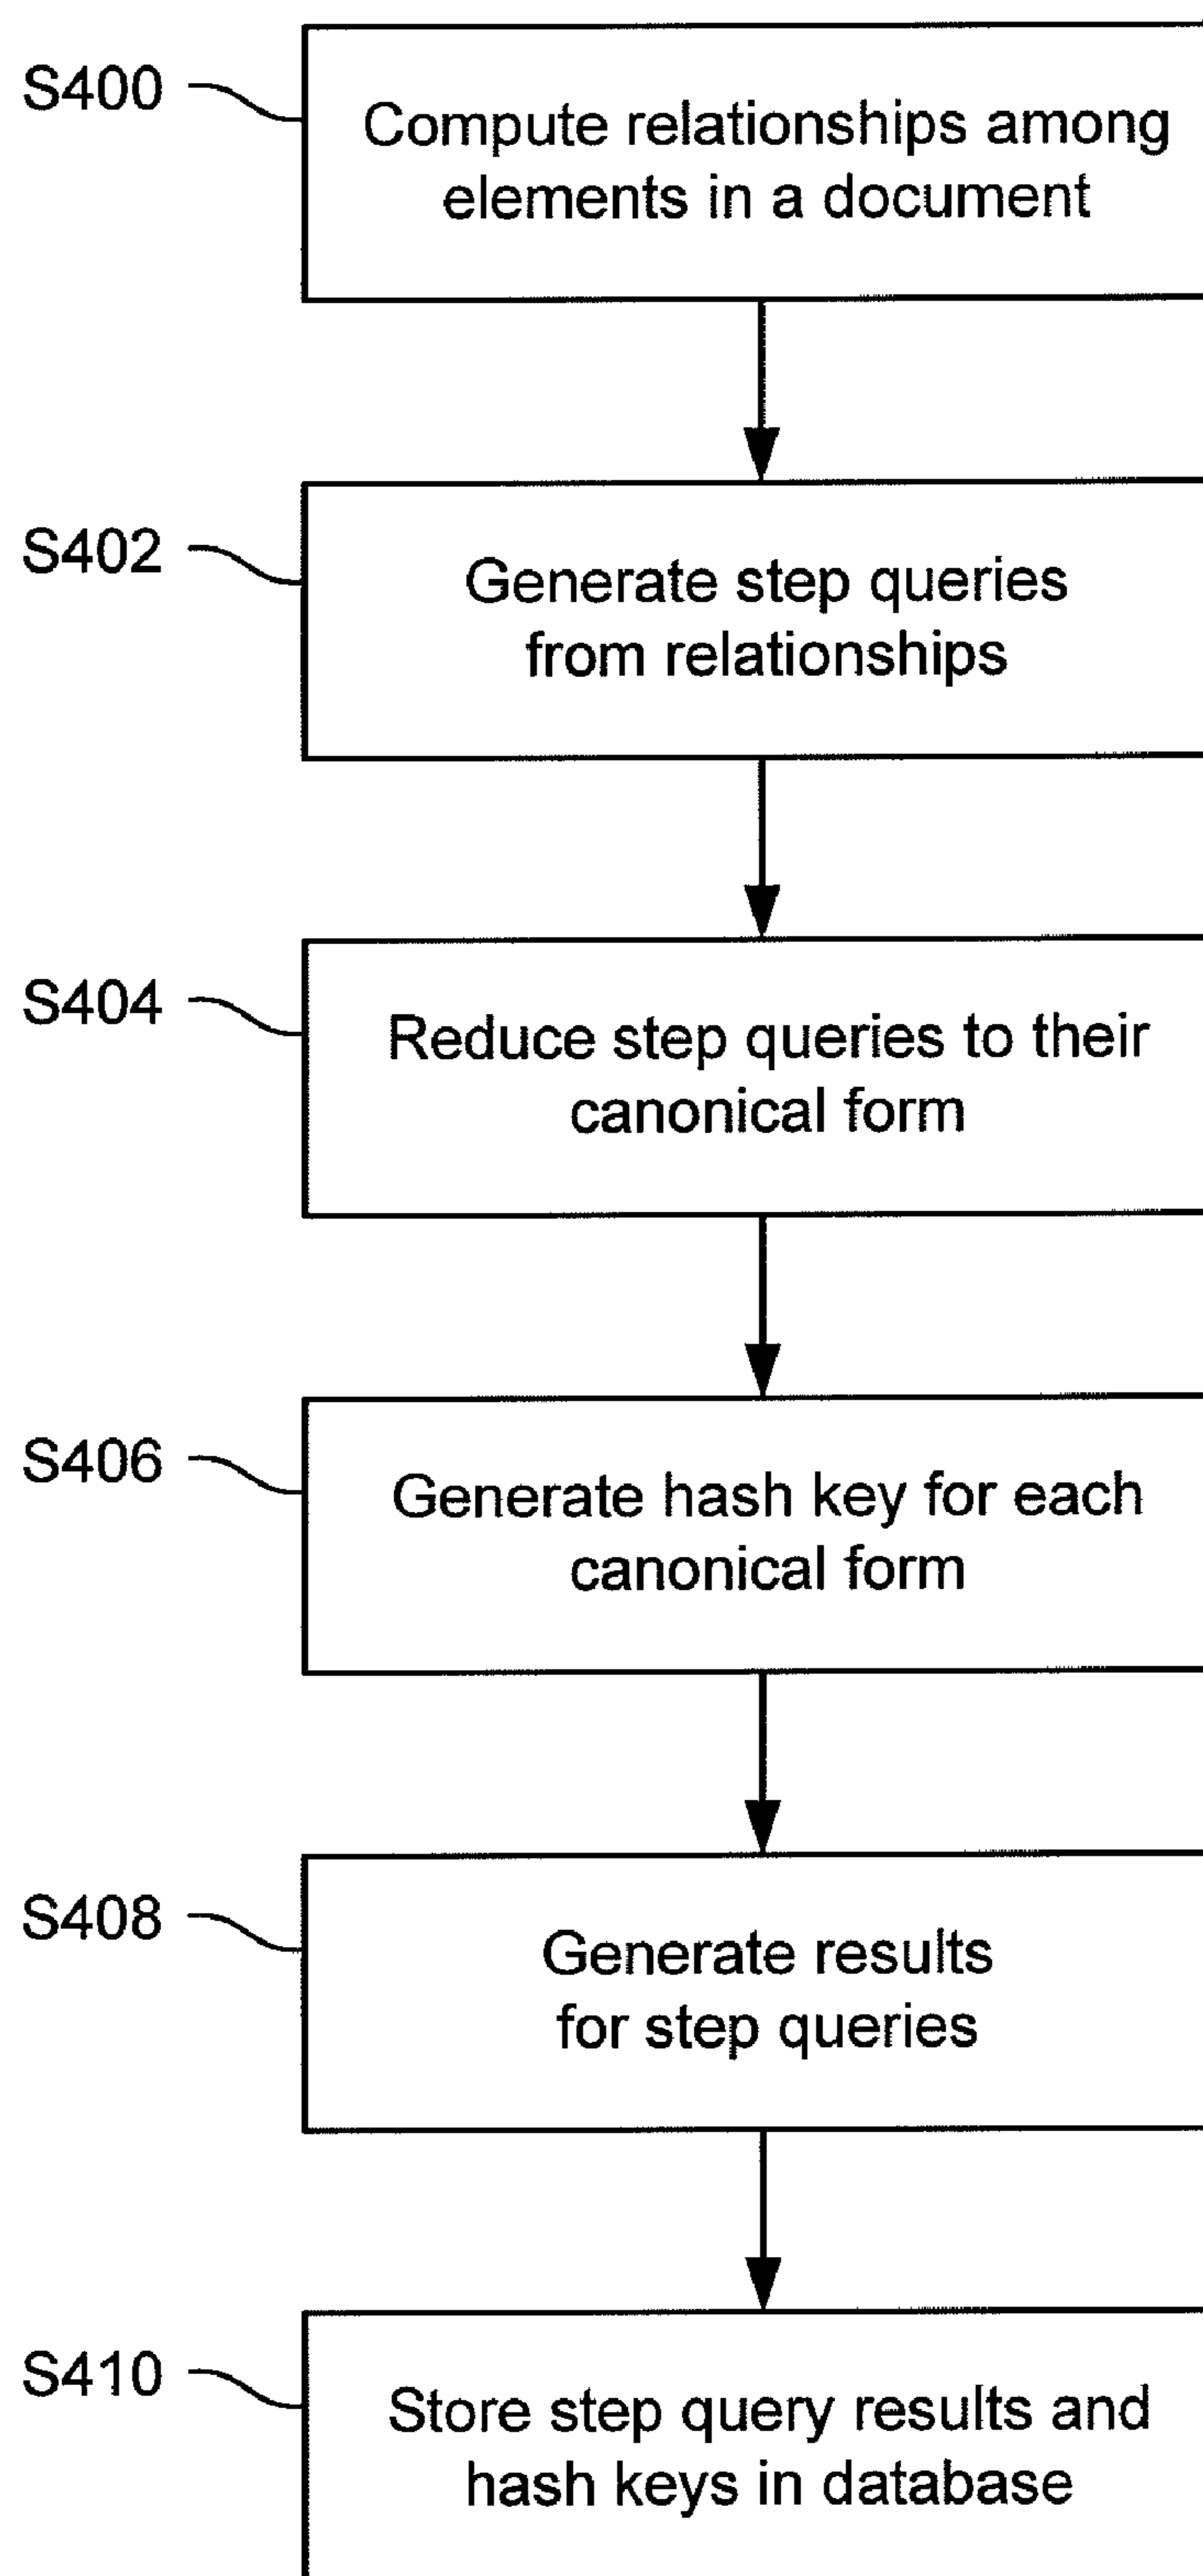 S400
Compute relationships among
elements in a document
S402
Generate step queries
from relationships
S404
Reduce step queries to their
canonical form
S406
Generate hash key for each
canonical form
S408
Generate results
for step queries
S410
Store step query results and
hash keys in database